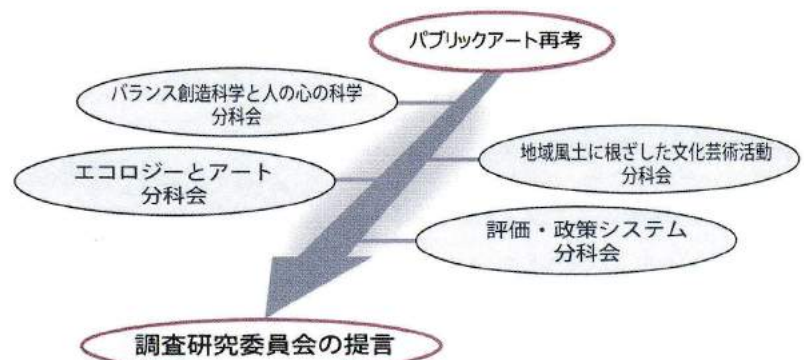 パブリックアート再考
バランス創造科学と人の心の科学
分科会
地域風土に根ざした文化芸術活動
分科会
エコロジーとアート
分科会
評価・政策システム
分科会
調査研究委員会の提言